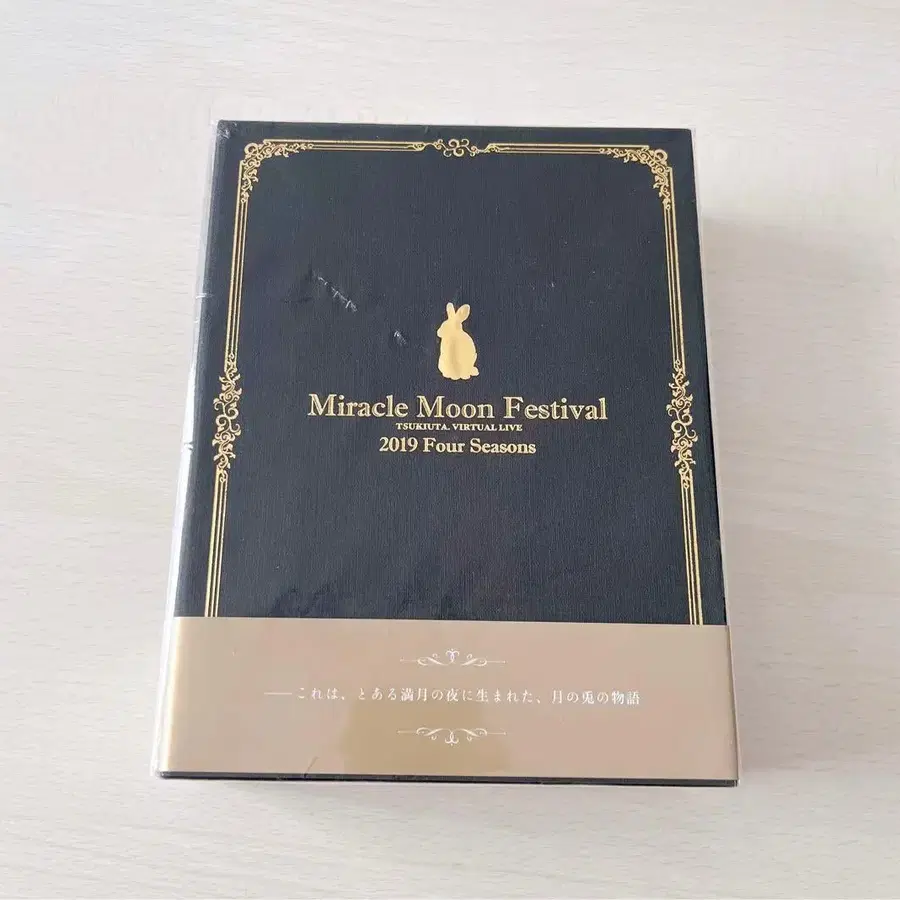 Miracle Moon Festival
TSUKIUTA. VIRTUAL LIVE
2019 Four Seasons
──これは、とある満月の夜に生まれた、月の兎の物語